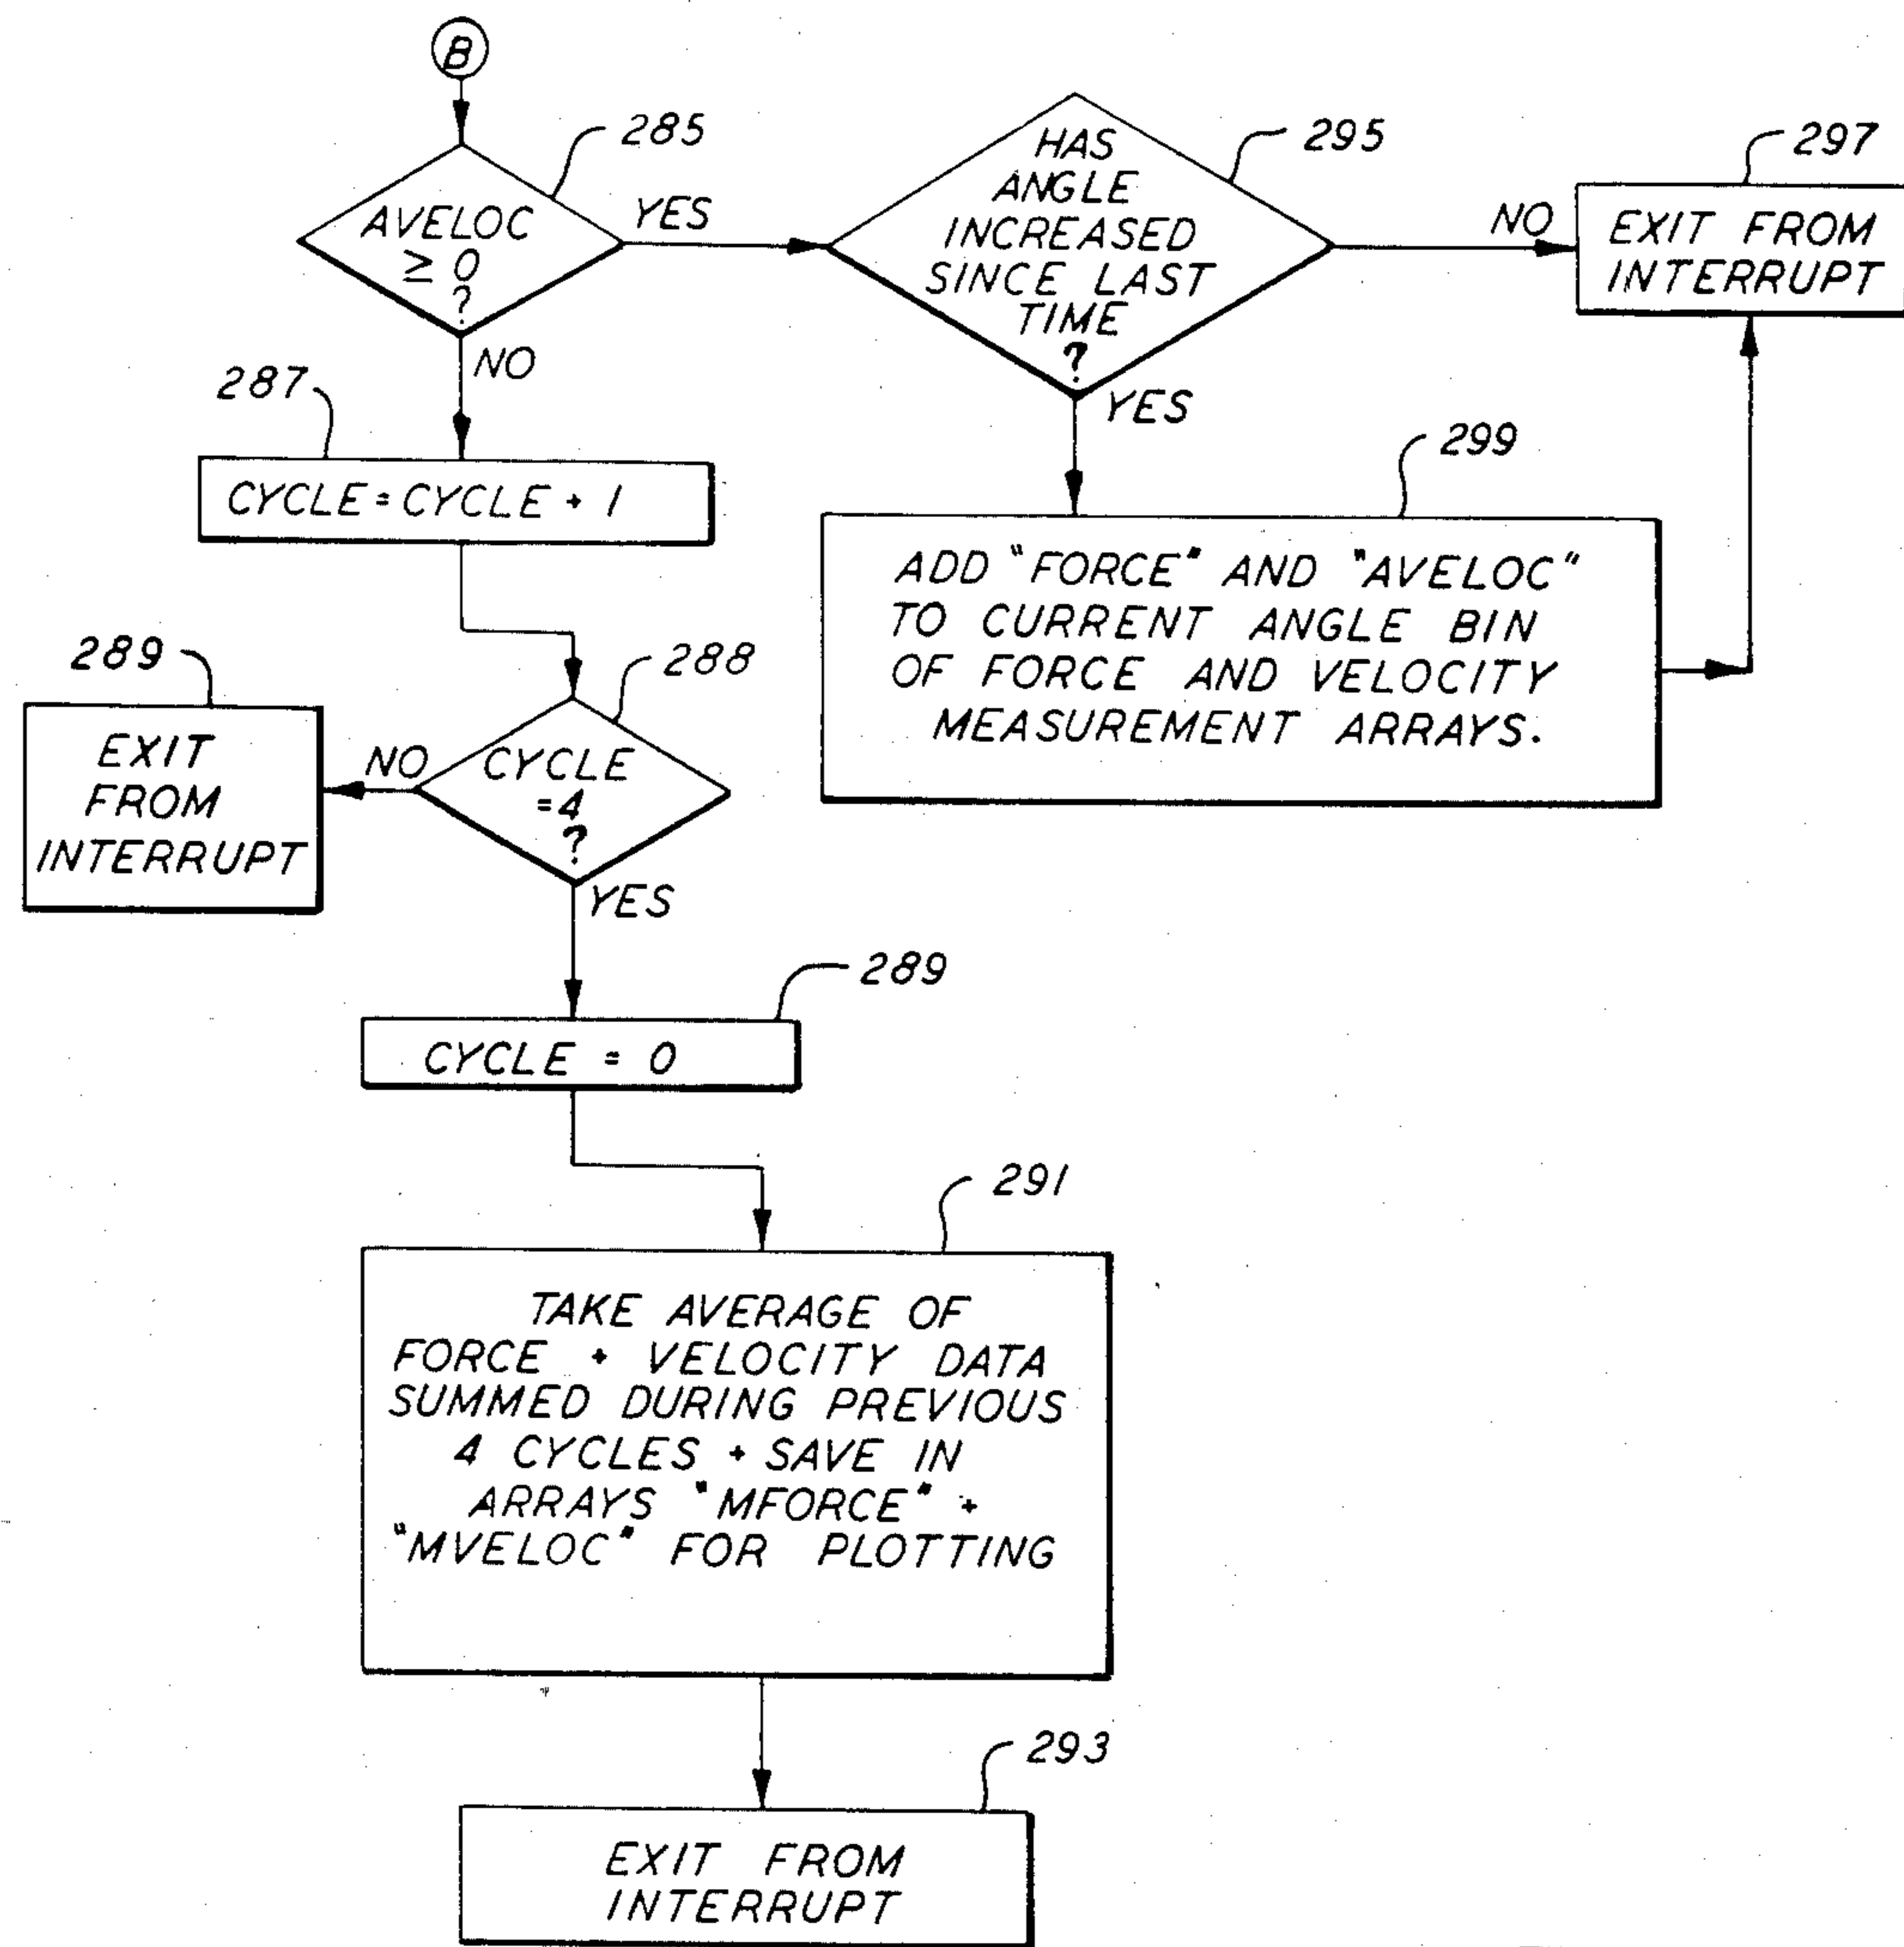 B
285
AVELOC
≥ 0
?
YES
NO
295
HAS
ANGLE
INCREASED
SINCE LAST
TIME
?
NO
YES
297
EXIT FROM
INTERRUPT
287
CYCLE = CYCLE + 1
299
ADD "FORCE" AND "AVELOC"
TO CURRENT ANGLE BIN
OF FORCE AND VELOCITY
MEASUREMENT ARRAYS.
288
CYCLE
=4
?
NO
YES
289
EXIT
FROM
INTERRUPT
289
CYCLE = 0
291
TAKE AVERAGE OF
FORCE + VELOCITY DATA
SUMMED DURING PREVIOUS
4 CYCLES + SAVE IN
ARRAYS "MFORCE" +
"MVELOC" FOR PLOTTING
293
EXIT FROM
INTERRUPT